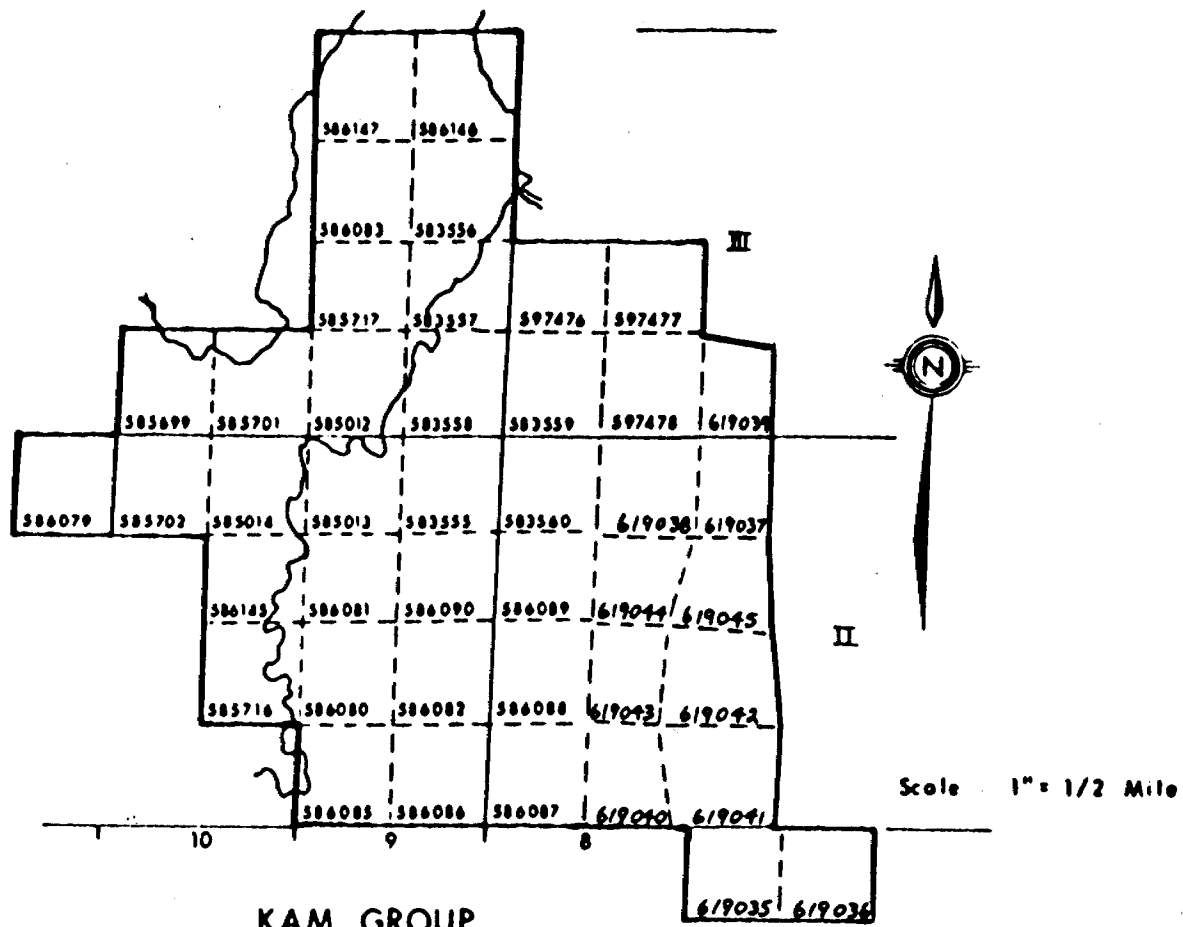 586147 586146
586083 583556
III
585717 583557 597476 597477
N
585699 585701 585012 583558 583559 597478 619039
586079 585702 585014 585013 583555 583560 619038 619037
586145 586081 586090 586089 619044 619045
II
585716 586080 586082 586088 619043 619042
Scale 1" = 1/2 Mile
586085 586086 586087 619040 619041
10 9 8
619035 619036
KAM GROUP